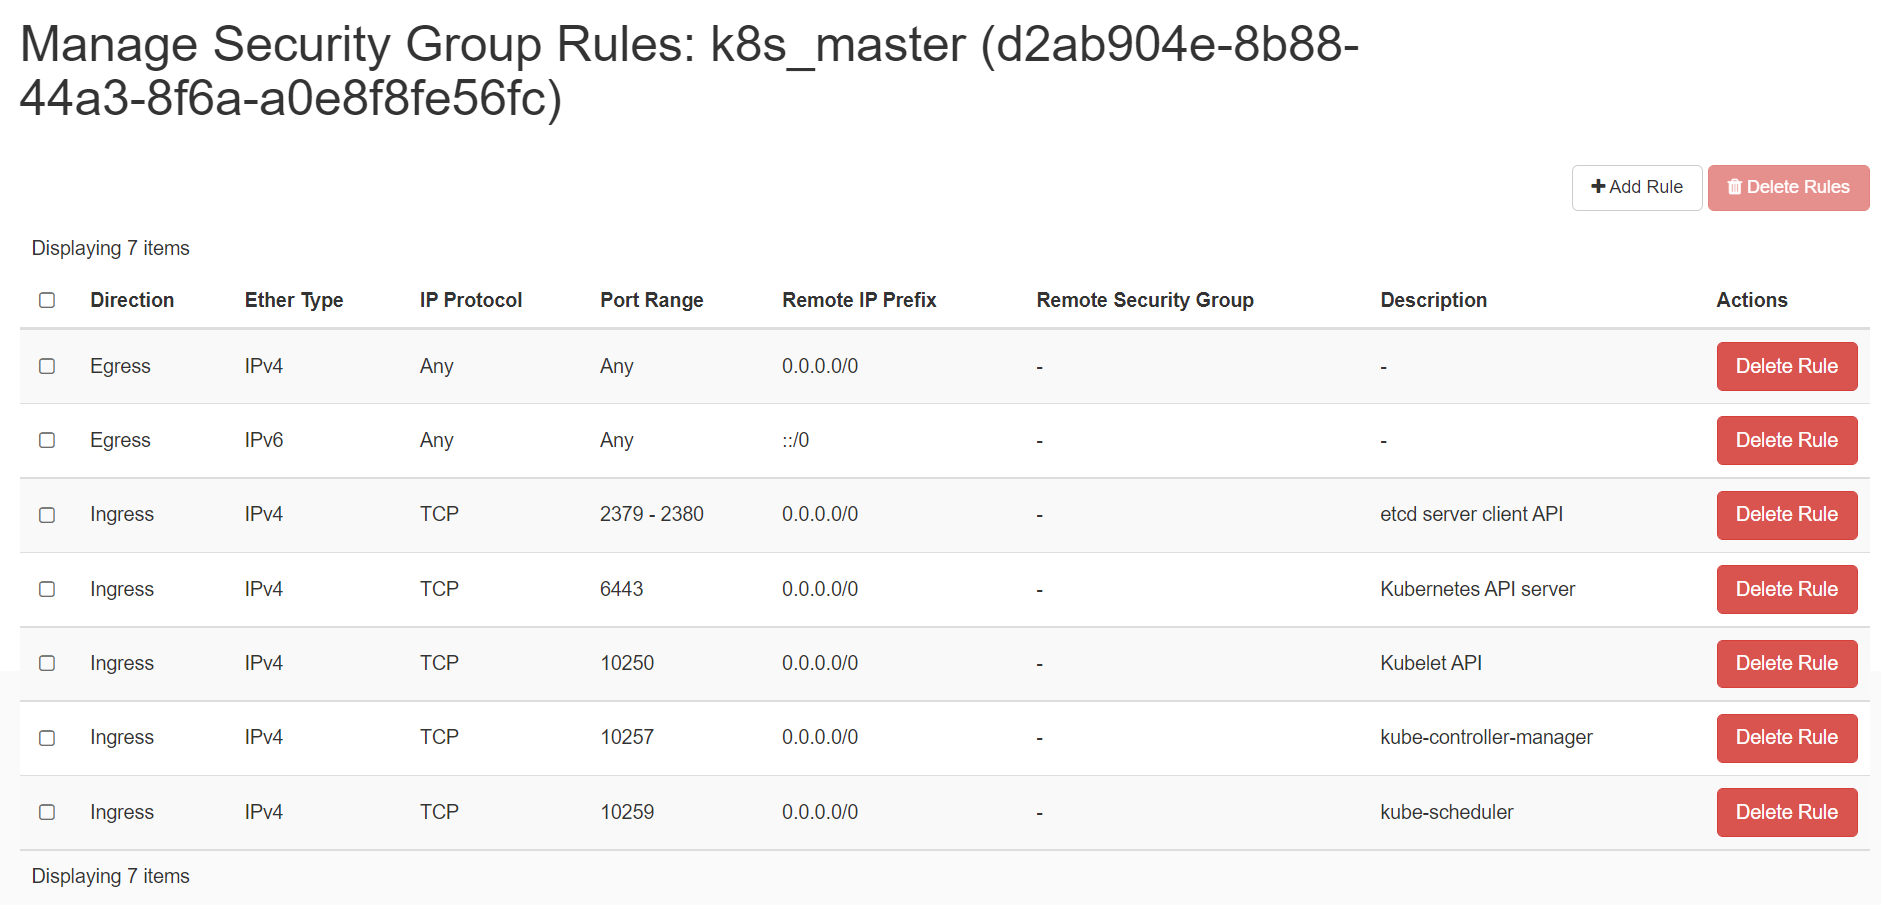 Manage Security Group Rules: k8s_master (d2ab904e-8b88-
44a3-8f6a-a0e8f8fe56fc)
Add Rule Delete Rules
Displaying 7 items
Direction Ether Type IP Protocol Port Range Remote IP Prefix Remote Security Group Description Actions
Egress IPv4 Any Any 0.0.0.0/0 - - Delete Rule
Egress IPv6 Any Any ::/0 - - Delete Rule
Ingress IPv4 TCP 2379 - 2380 0.0.0.0/0 - etcd server client API Delete Rule
Ingress IPv4 TCP 6443 0.0.0.0/0 - Kubernetes API server Delete Rule
Ingress IPv4 TCP 10250 0.0.0.0/0 - Kubelet API Delete Rule
Ingress IPv4 TCP 10257 0.0.0.0/0 - kube-controller-manager Delete Rule
Ingress IPv4 TCP 10259 0.0.0.0/0 - kube-scheduler Delete Rule
Displaying 7 items